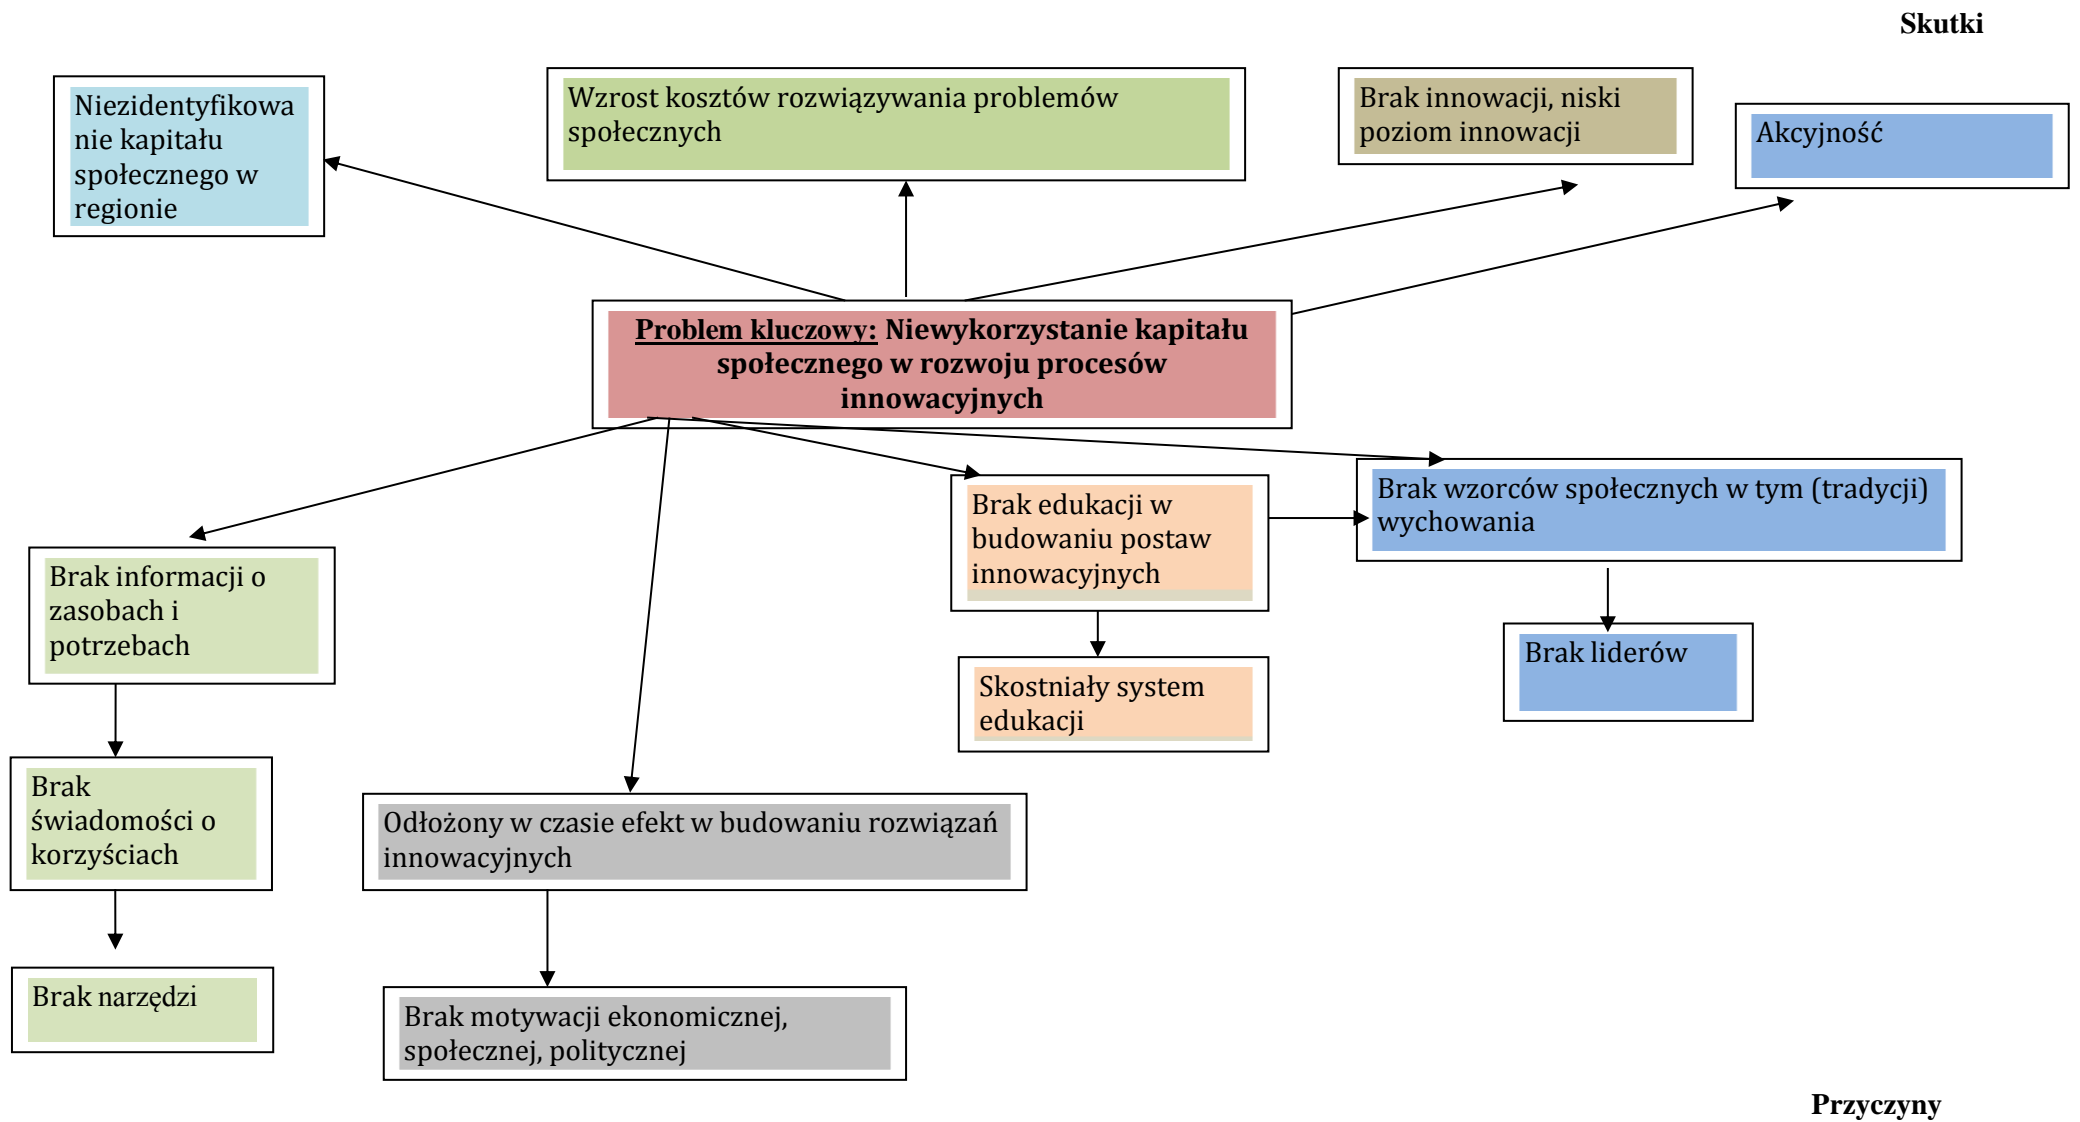 Skutki
Niezidentyfikowa
nie kapitału
społecznego w
regionie
Wzrost kosztów rozwiązywania problemów
społecznych
Brak innowacji, niski
poziom innowacji
Akcyjność
Problem kluczowy: Niewykorzystanie kapitału
społecznego w rozwoju procesów
innowacyjnych
Brak informacji o
zasobach i
potrzebach
Brak edukacji w
budowaniu postaw
innowacyjnych
Brak wzorców społecznych w tym (tradycji)
wychowania
Skostniały system
edukacji
Brak liderów
Brak
świadomości o
korzyściach
Odłożony w czasie efekt w budowaniu rozwiązań
innowacyjnych
Brak narzędzi
Brak motywacji ekonomicznej,
społecznej, politycznej
Przyczyny